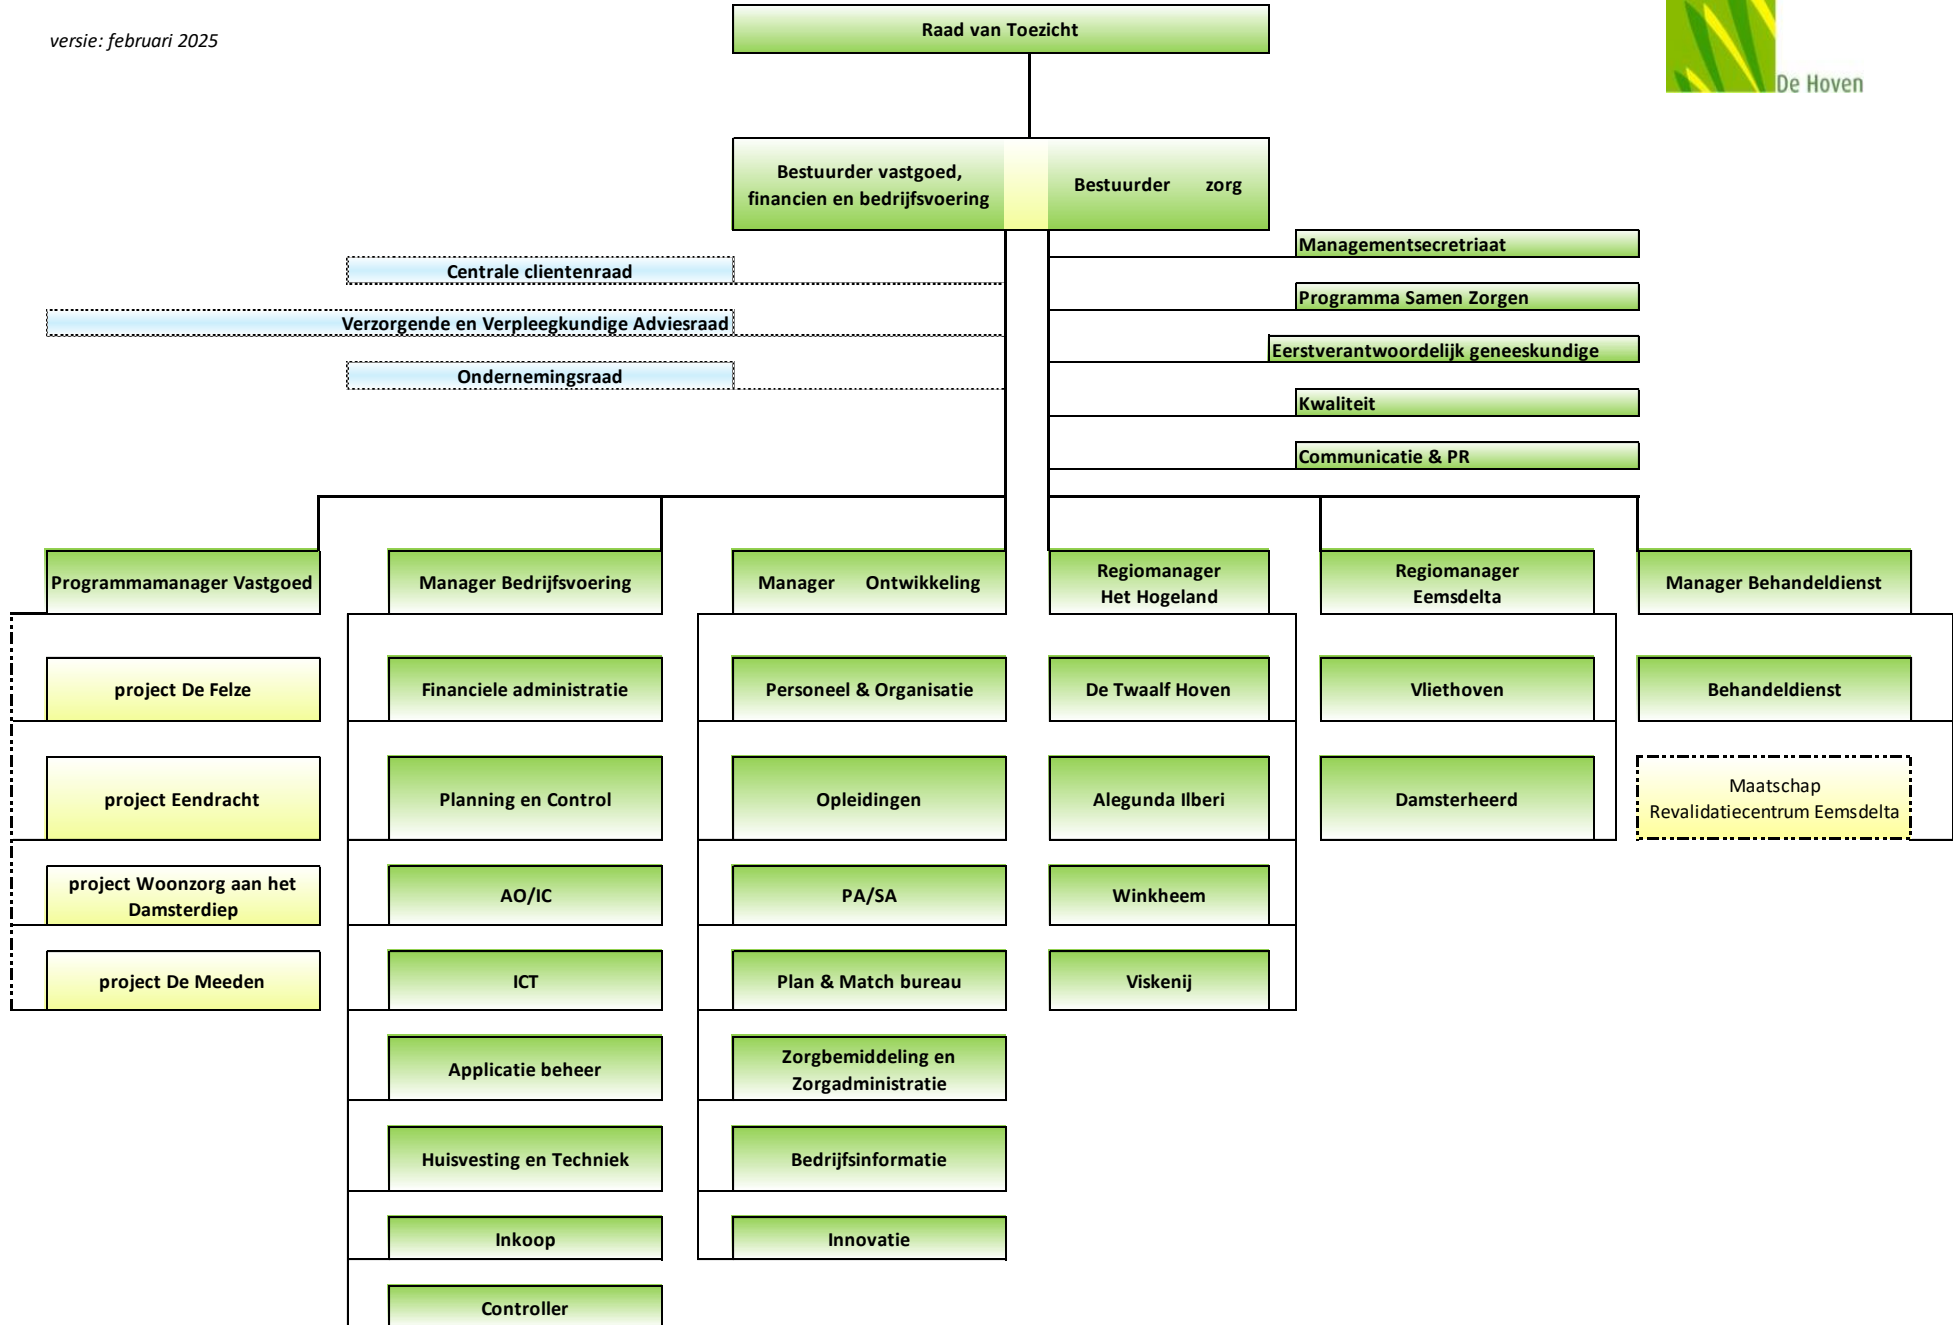 versie: februari 2025
Raad van Toezicht
De Hoven
Bestuurder vastgoed,
financien en bedrijfsvoering
Bestuurder zorg
Managementsecretriaat
Centrale clientenraad
Programma Samen Zorgen
Verzorgende en Verpleegkundige Adviesraad
Eerstverantwoordelijk geneeskundige
Ondernemingsraad
Kwaliteit
Communicatie & PR
Programmamanager Vastgoed
project De Felze
project Eendracht
project Woonzorg aan het
Damsterdiep
project De Meeden
Manager Bedrijfsvoering
Financiele administratie
Planning en Control
AO/IC
ICT
Applicatie beheer
Huisvesting en Techniek
Inkoop
Controller
Manager Ontwikkeling
Personeel & Organisatie
Opleidingen
PA/SA
Plan & Match bureau
Zorgbemiddeling en
Zorgadministratie
Bedrijfsinformatie
Innovatie
Regiomanager
Het Hogeland
De Twaalf Hoven
Alegunda Ilberi
Winkheem
Viskenij
Regiomanager
Eemsdelta
Vliethoven
Damsterheerd
Manager Behandeldienst
Behandeldienst
Maatschap
Revalidatiecentrum Eemsdelta